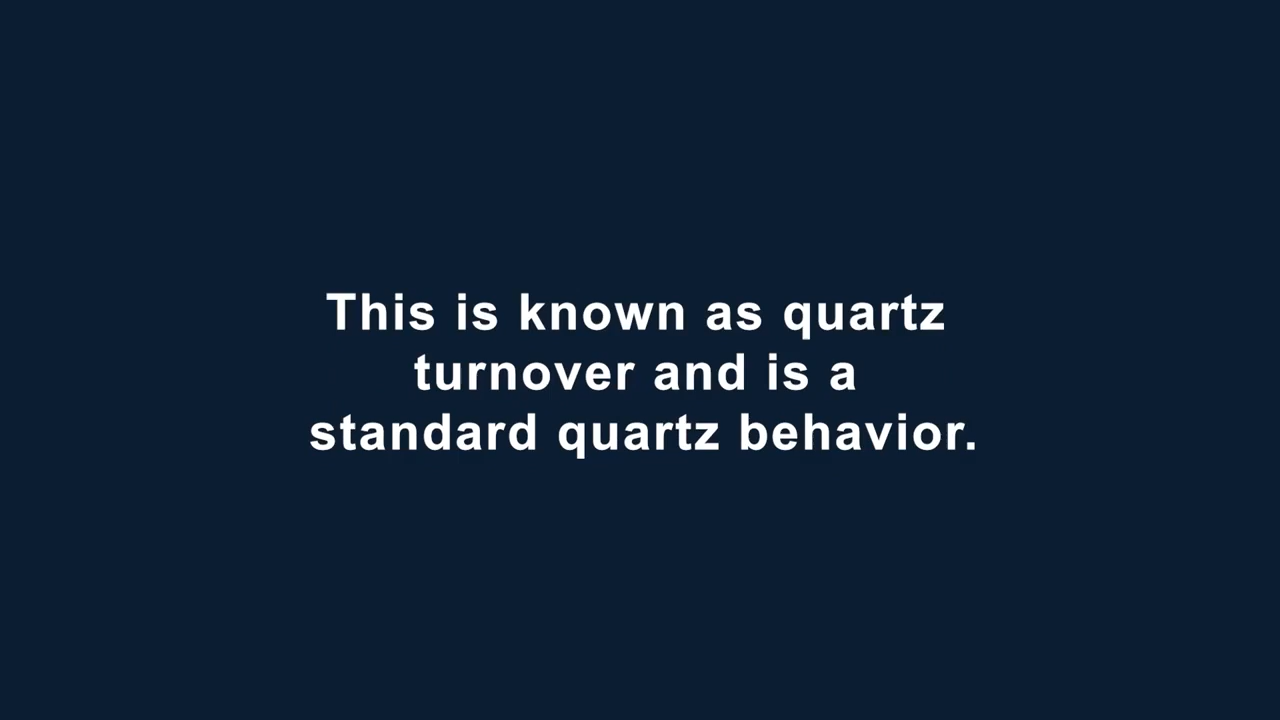 This is known as quartz
turnover and is a
standard quartz behavior.